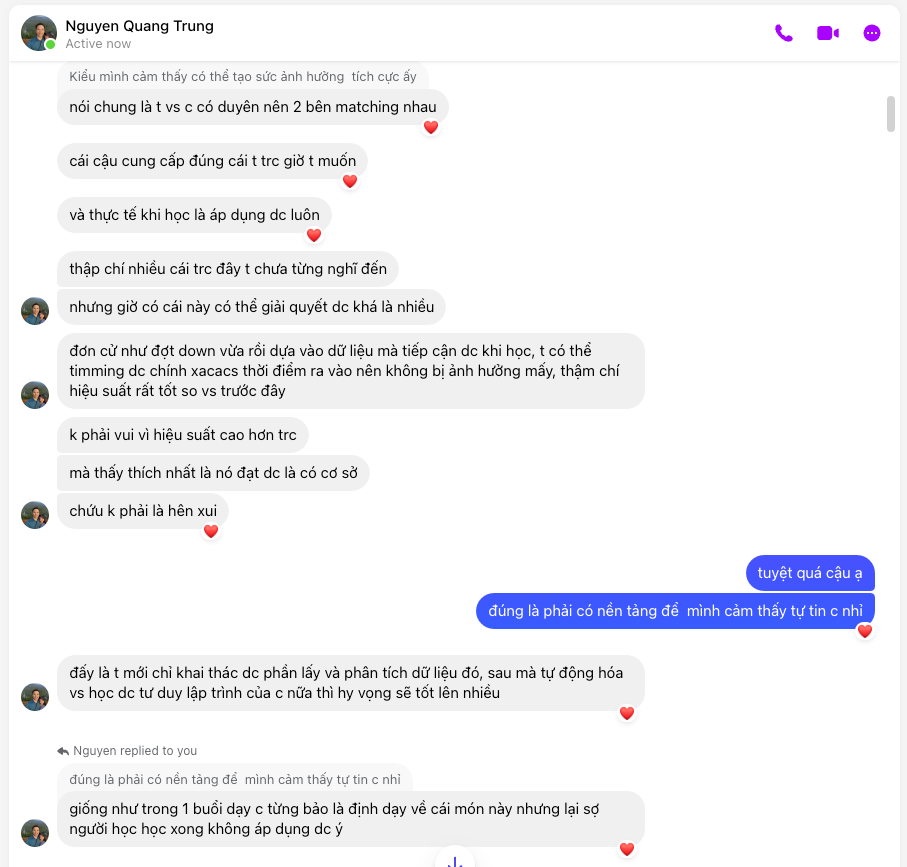 Nguyen Quang Trung
Active now
Kiểu mình cảm thấy có thể tạo sức ảnh hưởng  tích cực ấy
nói chung là t vs c có duyên nên 2 bên matching nhau
cái cậu cung cấp đúng cái t trc giờ t muốn
và thực tế khi học là áp dụng dc luôn
thập chí nhiều cái trc đây t chưa từng nghĩ đến
nhưng giờ có cái này có thể giải quyết dc khá là nhiều
đơn cử như đợt down vừa rồi dựa vào dữ liệu mà tiếp cận dc khi học, t có thể
timming dc chính xacacs thời điểm ra vào nên không bị ảnh hưởng mấy, thậm chí
hiệu suất rất tốt so vs trước đây
k phải vui vì hiệu suất cao hơn trc
mà thấy thích nhất là nó đạt dc là có cơ sở
chứu k phải là hên xui
tuyệt quá cậu ạ
đúng là phải có nền tảng để  mình cảm thấy tự tin c nhỉ
đấy là t mới chỉ khai thác dc phần lấy và phân tích dữ liệu đó, sau mà tự động hóa
vs học dc tư duy lập trình của c nữa thì hy vọng sẽ tốt lên nhiều
Nguyen replied to you
đúng là phải có nền tảng để  mình cảm thấy tự tin c nhỉ
giống như trong 1 buổi dạy c từng bảo là định dạy về cái món này nhưng lại sợ
người học học xong không áp dụng dc ý